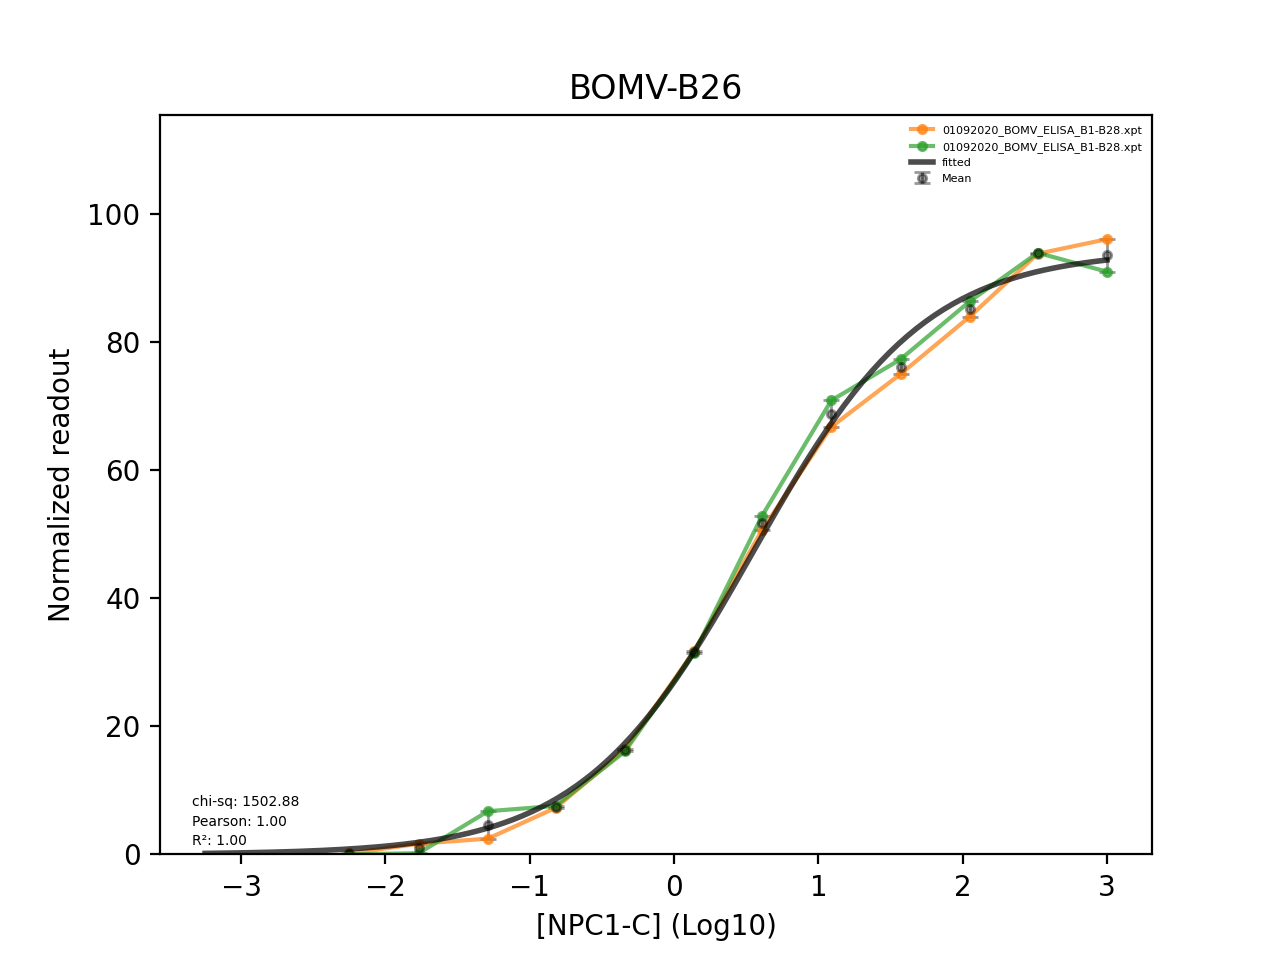 BOMV-B26
01092020_BOMV_ELISA_B1-B28.xpt
01092020_BOMV_ELISA_B1-B28.xpt
fitted
Mean
100
80
60
40
20
0
Normalized readout
chi-sq: 1502.88
Pearson: 1.00
R²: 1.00
−3 −2 −1 0 1 2 3
[NPC1-C] (Log10)